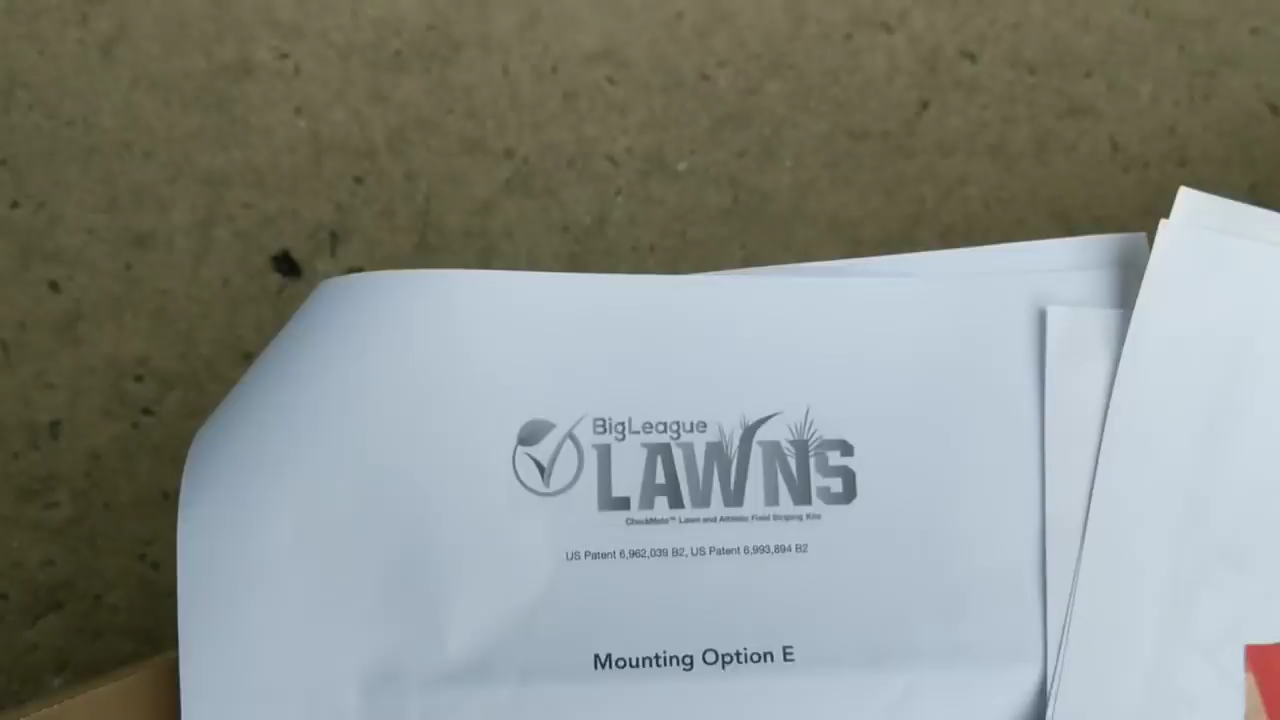 BigLeague
LAWNS
CheckMate™ Lawn and Athletic Field Striping Kits
US Patent 6,962,039 B2, US Patent 6,993,894 B2
Mounting Option E